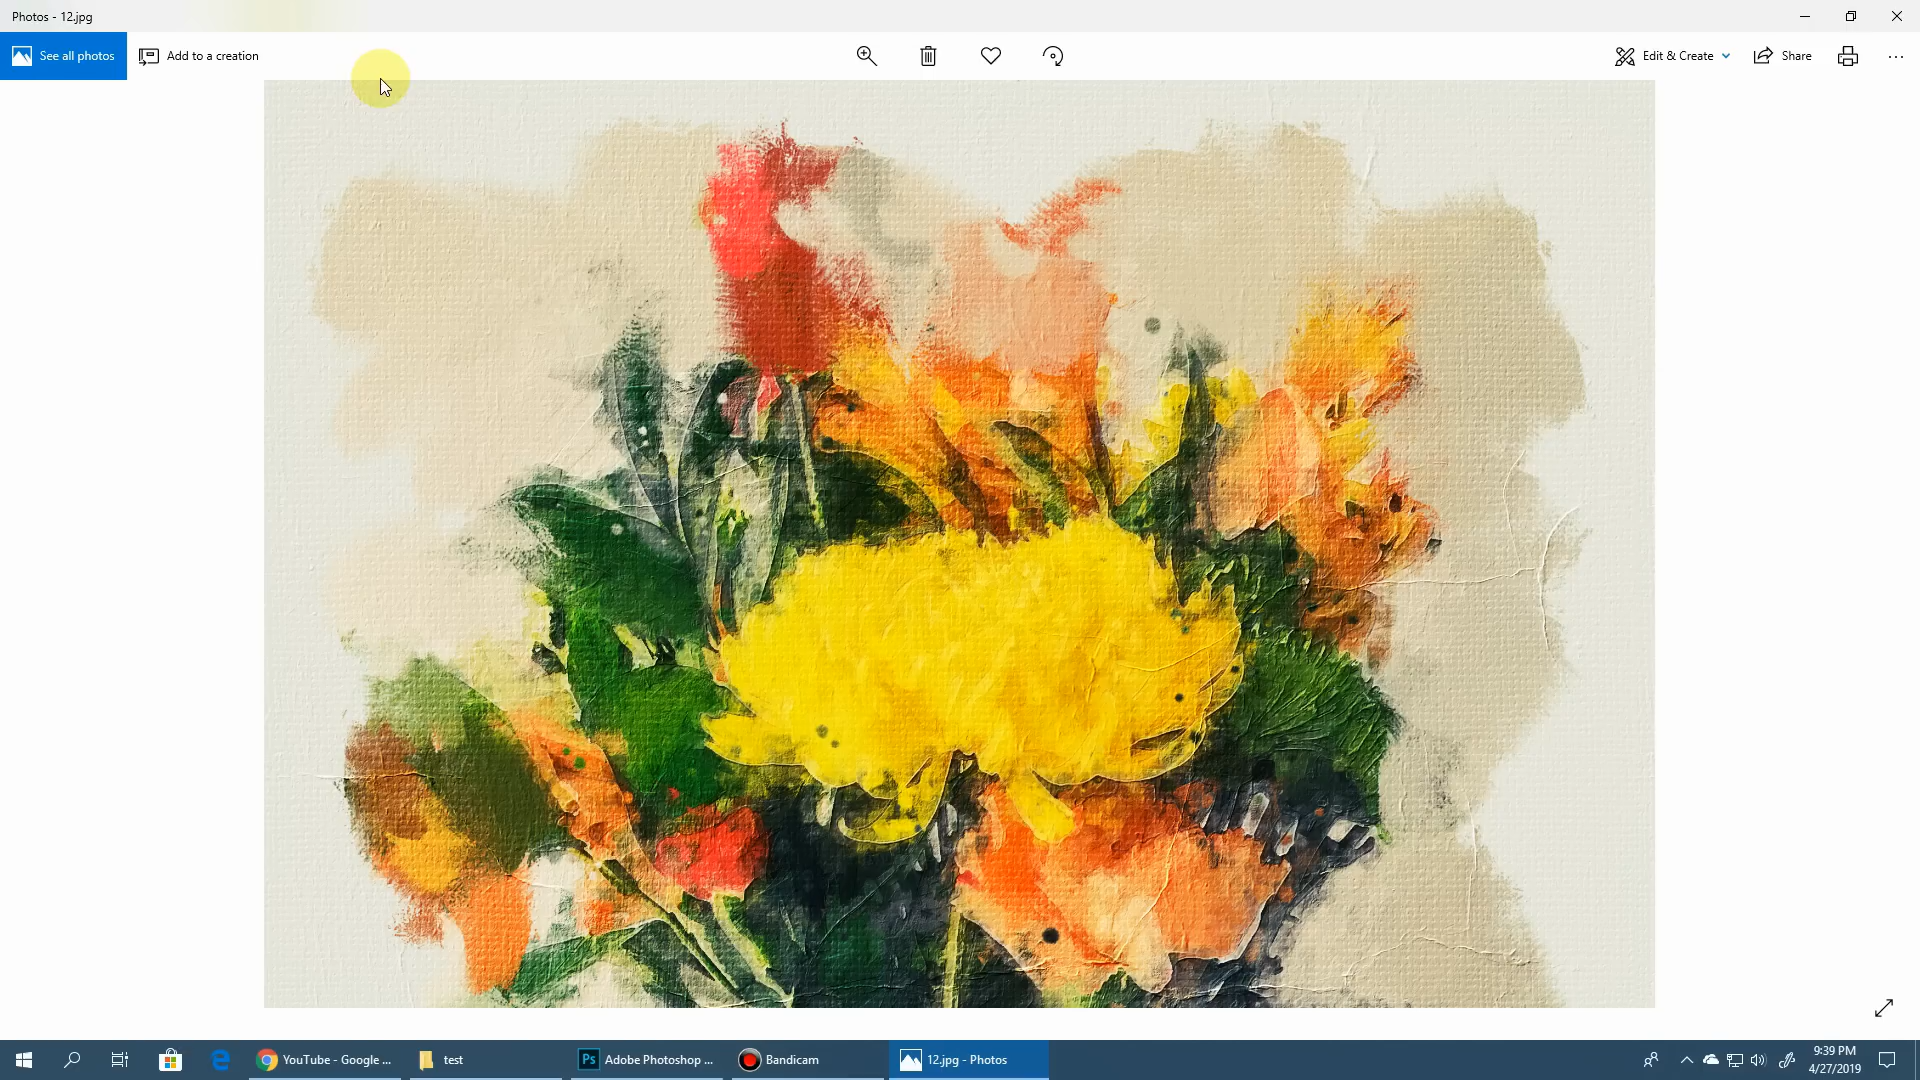 Photos - 12.jpg
See all photos
Add to a creation
Edit & Create
Share
YouTube - Google ...
test
Ps
Adobe Photoshop ...
Bandicam
12.jpg - Photos
9:39 PM
4/27/2019